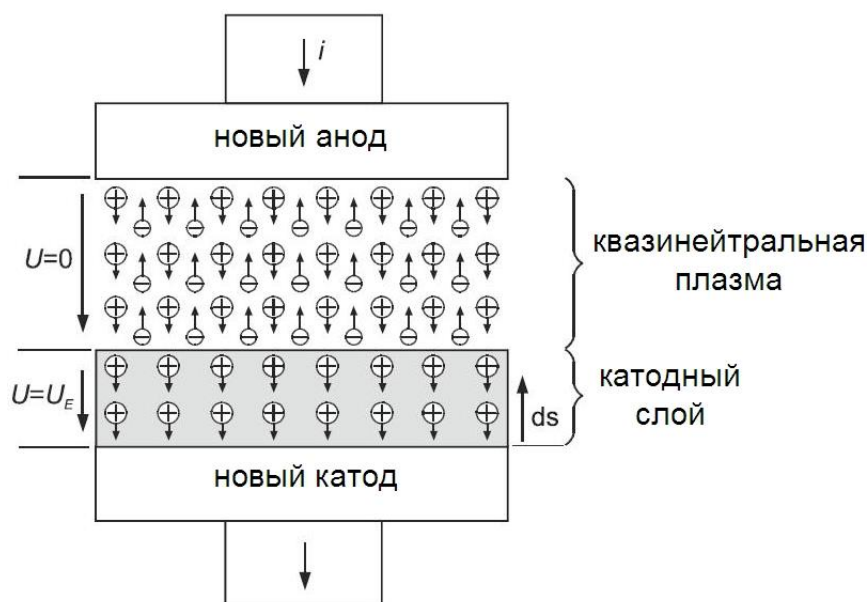 i
новый анод
U=0
квазинейтральная
плазма
U=U_E
ds
катодный
слой
новый катод